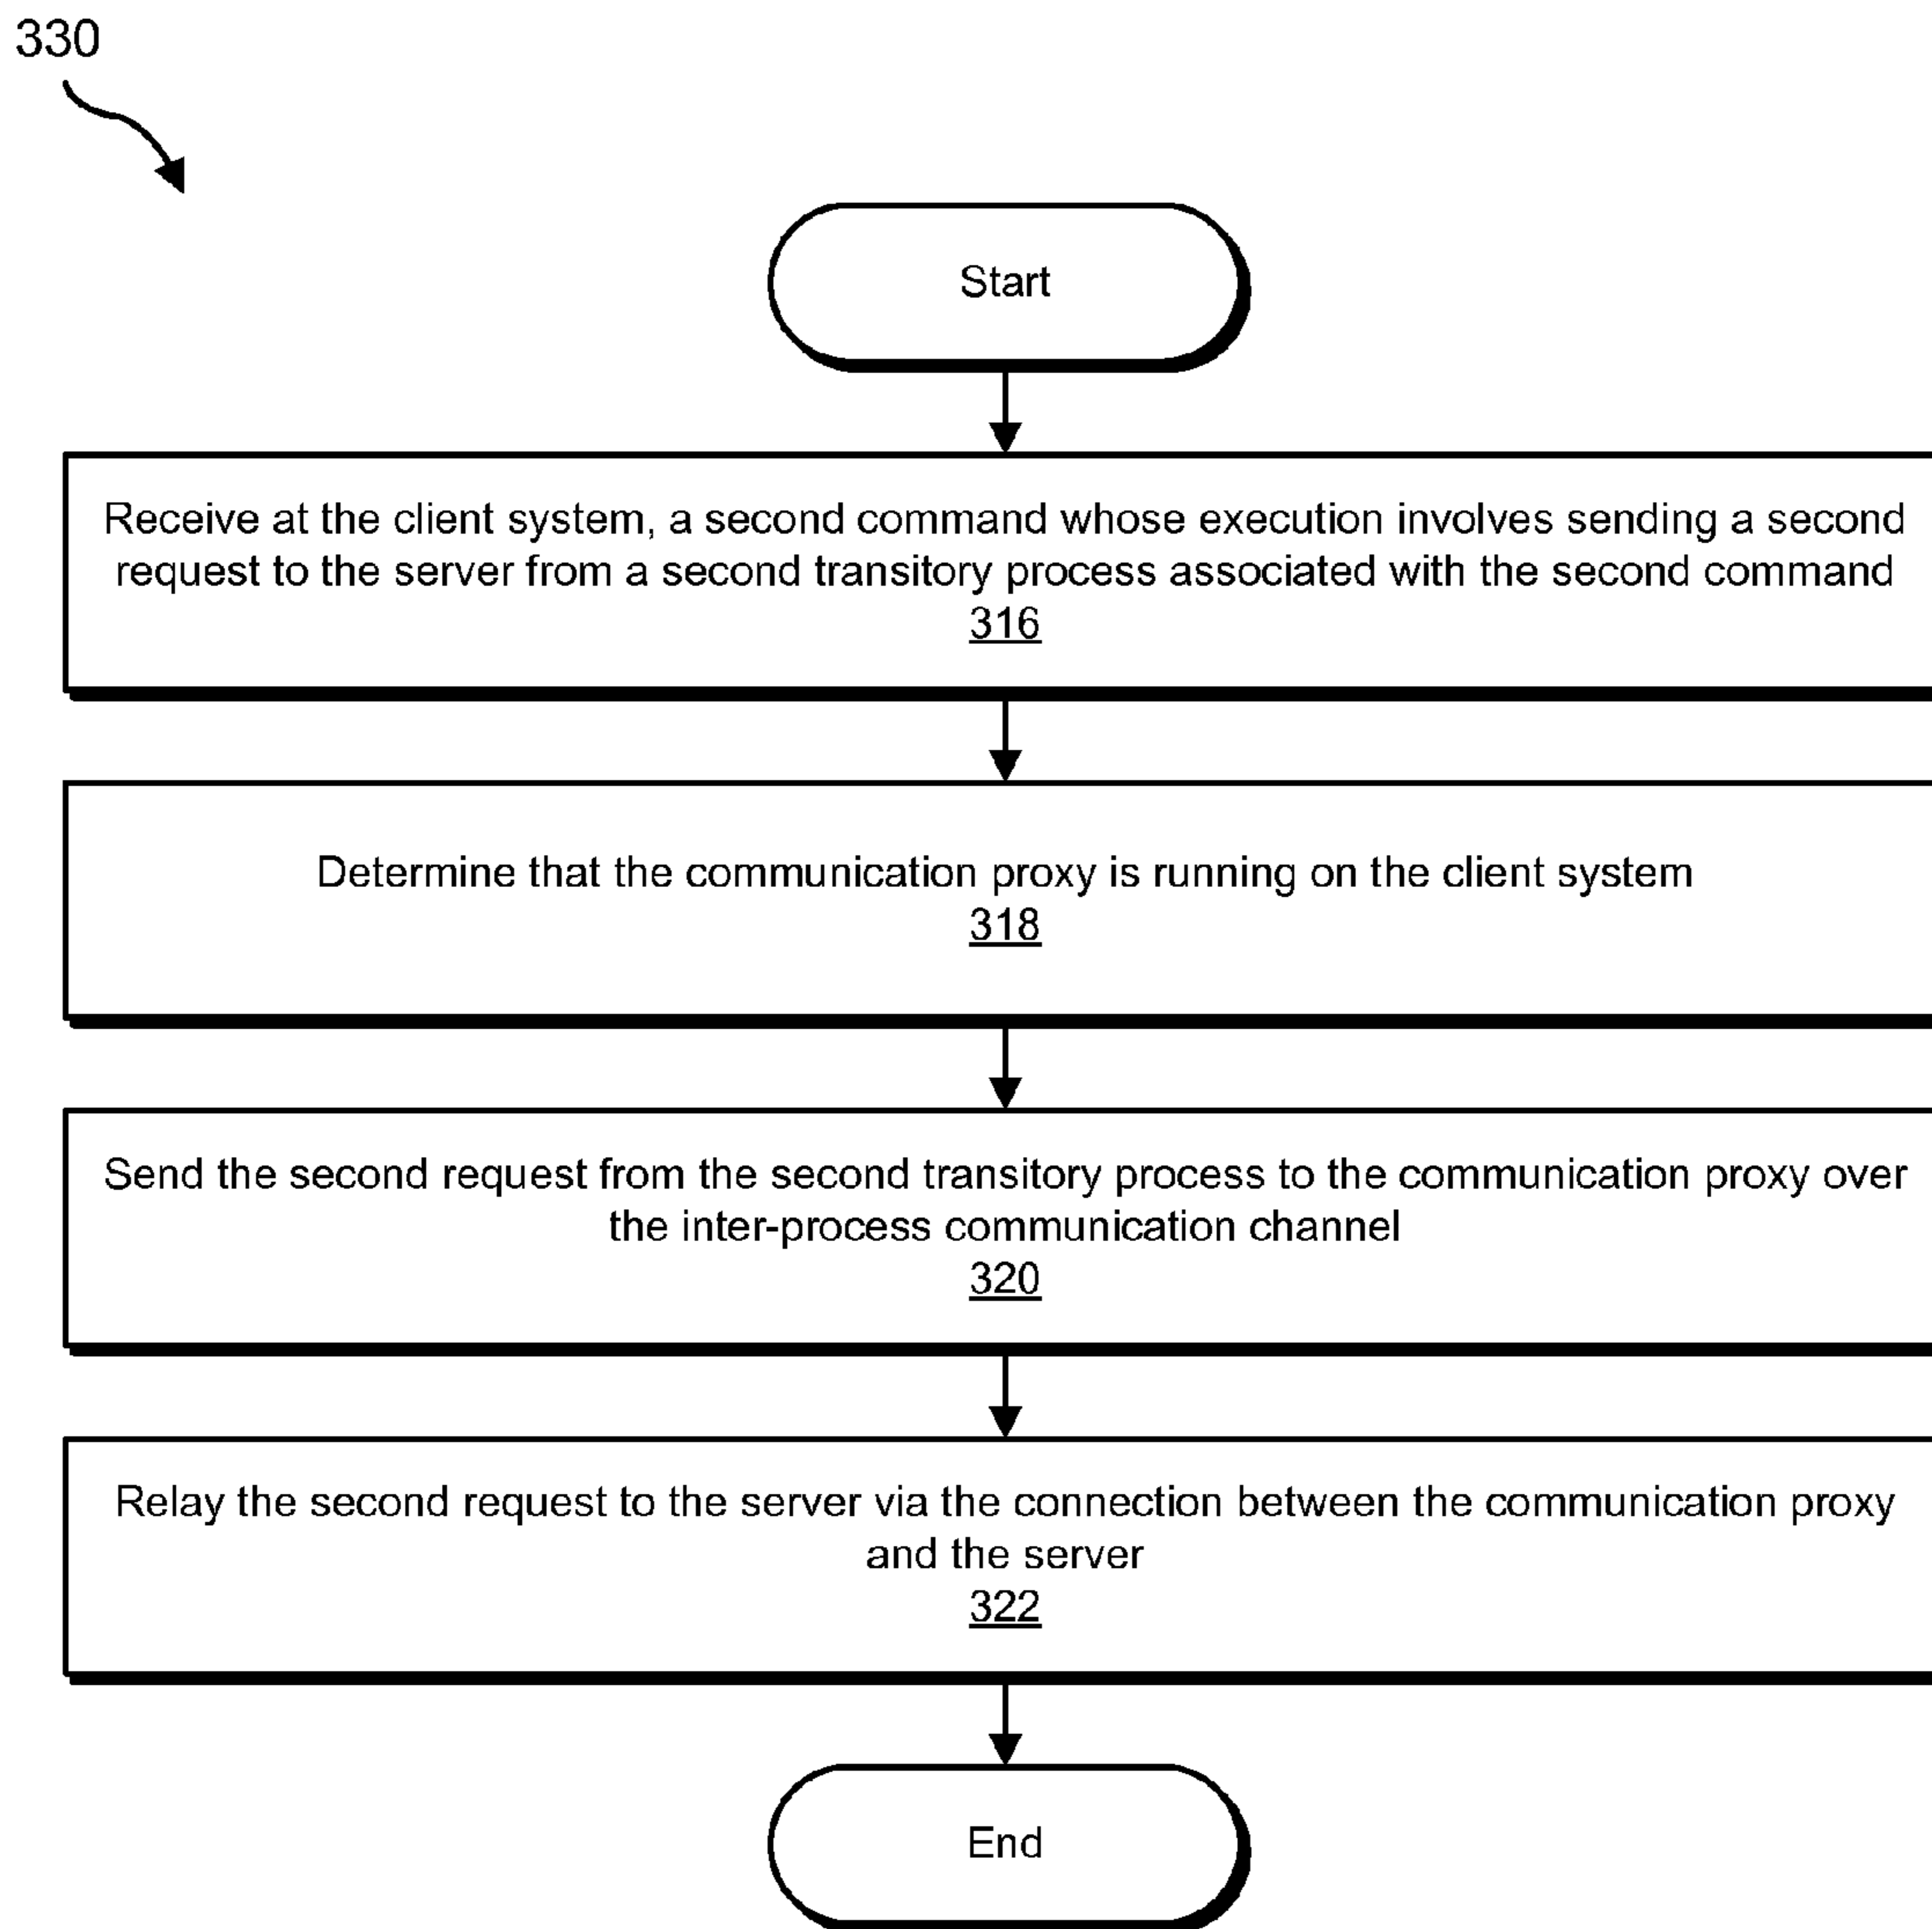 330
Start
Receive at the client system, a second command whose execution involves sending a second
request to the server from a second transitory process associated with the second command
316
Determine that the communication proxy is running on the client system
318
Send the second request from the second transitory process to the communication proxy over
the inter-process communication channel
320
Relay the second request to the server via the connection between the communication proxy
and the server
322
End